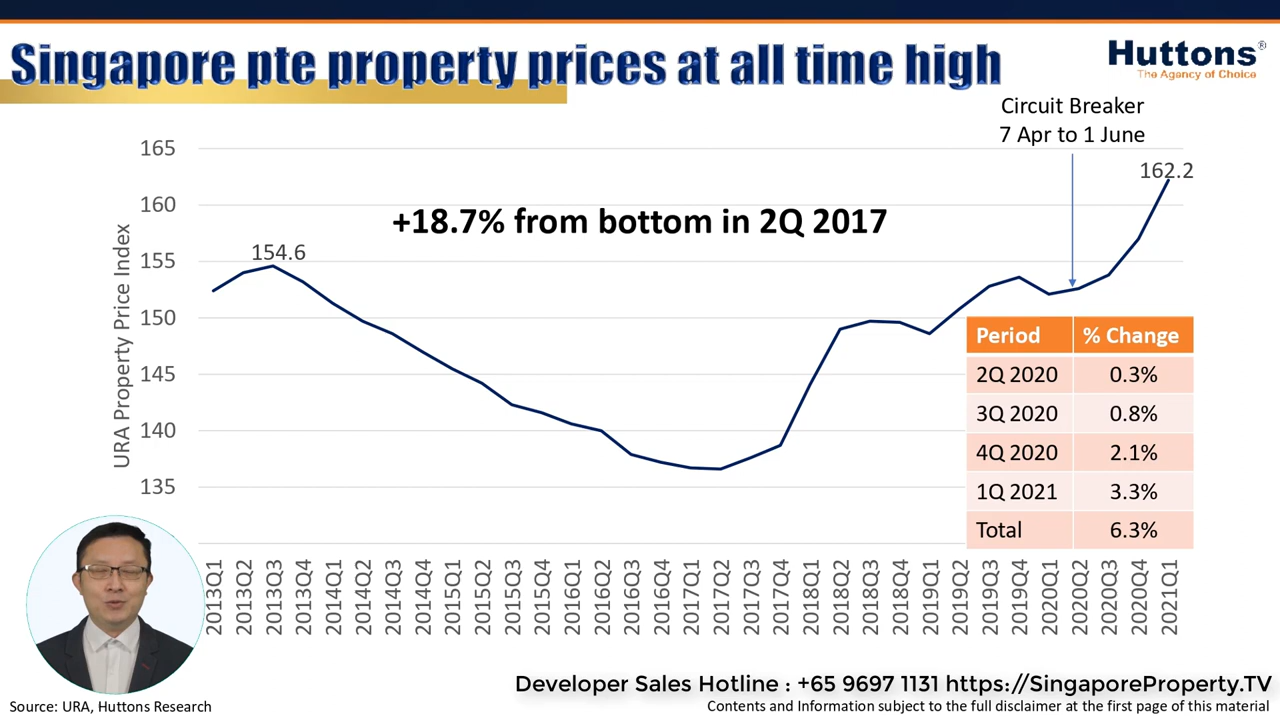 Singapore pte property prices at all time high
Huttons®
The Agency of Choice
Circuit Breaker
7 Apr to 1 June
165
160
155
150
145
140
135
URA Property Price Index
154.6
+18.7% from bottom in 2Q 2017
162.2
Period % Change
2Q 2020 0.3%
3Q 2020 0.8%
4Q 2020 2.1%
1Q 2021 3.3%
Total 6.3%
2013Q1
2013Q2
2013Q3
2013Q4
2014Q1
2014Q2
2014Q3
2014Q4
2015Q1
2015Q2
2015Q3
2015Q4
2016Q1
2016Q2
2016Q3
2016Q4
2017Q1
2017Q2
2017Q3
2017Q4
2018Q1
2018Q2
2018Q3
2018Q4
2019Q1
2019Q2
2019Q3
2019Q4
2020Q1
2020Q2
2020Q3
2020Q4
2021Q1
Developer Sales Hotline : +65 9697 1131 https://SingaporeProperty.TV
Source: URA, Huttons Research
Contents and Information subject to the full disclaimer at the first page of this material